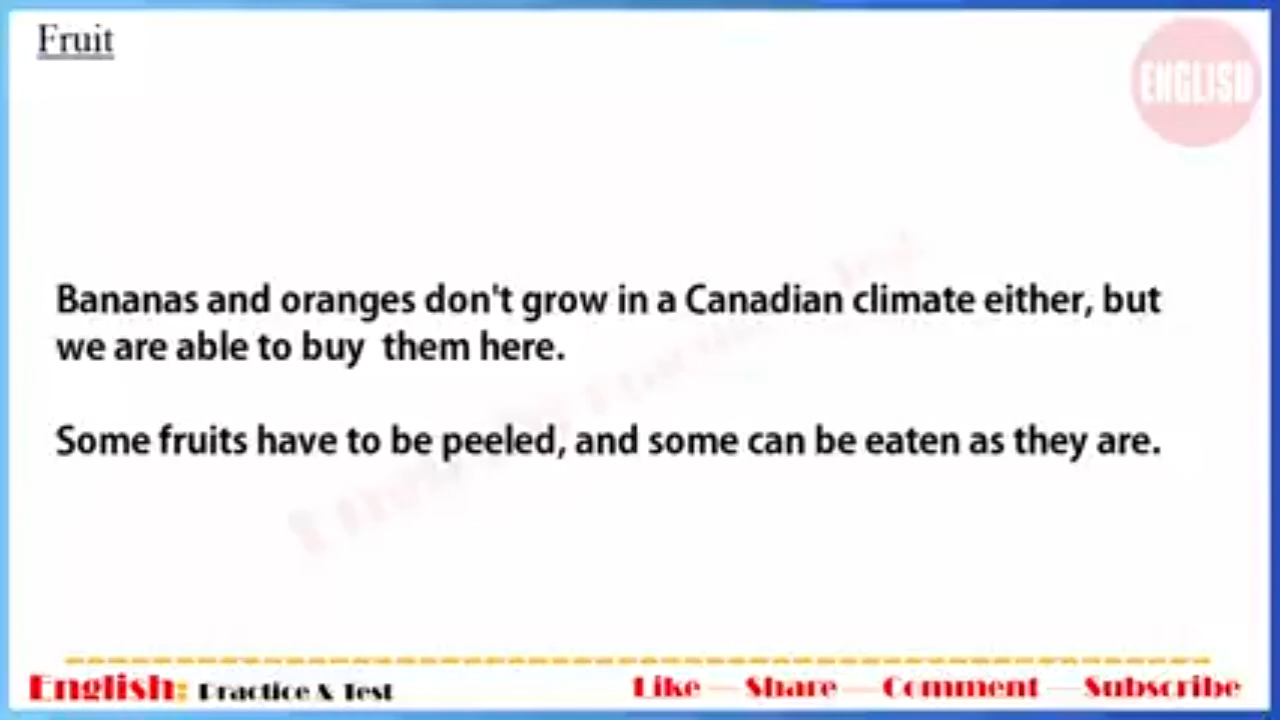 Fruit
ENGLISH
Bananas and oranges don't grow in a Canadian climate either, but
we are able to buy  them here.
Some fruits have to be peeled, and some can be eaten as they are.
English: Practice & Test
Like — Share — Comment — Subscribe